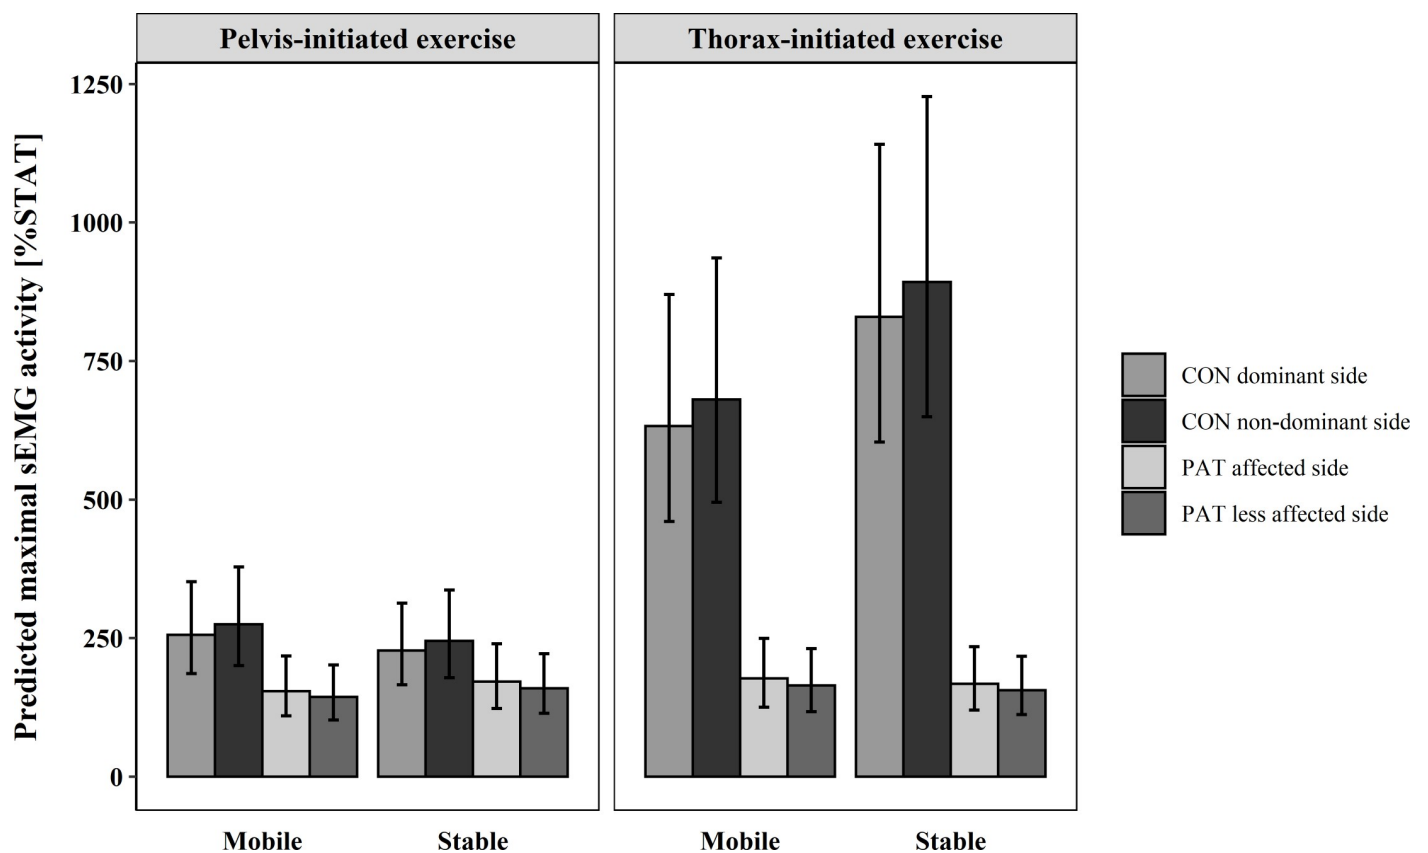 Pelvis-initiated exercise
Thorax-initiated exercise
Predicted maximal sEMG activity [%STAT]
1250
1000
750
500
250
0
Mobile
Stable
Mobile
Stable
CON dominant side
CON non-dominant side
PAT affected side
PAT less affected side